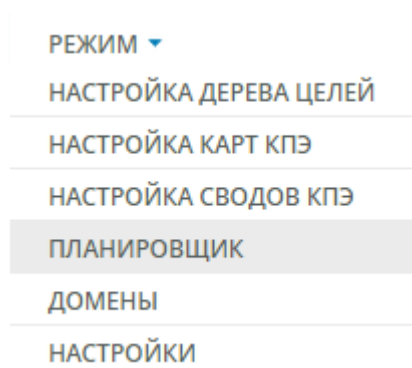 РЕЖИМ
НАСТРОЙКА ДЕРЕВА ЦЕЛЕЙ
НАСТРОЙКА КАРТ КПЭ
НАСТРОЙКА СВОДОВ КПЭ
ПЛАНИРОВЩИК
ДОМЕНЫ
НАСТРОЙКИ